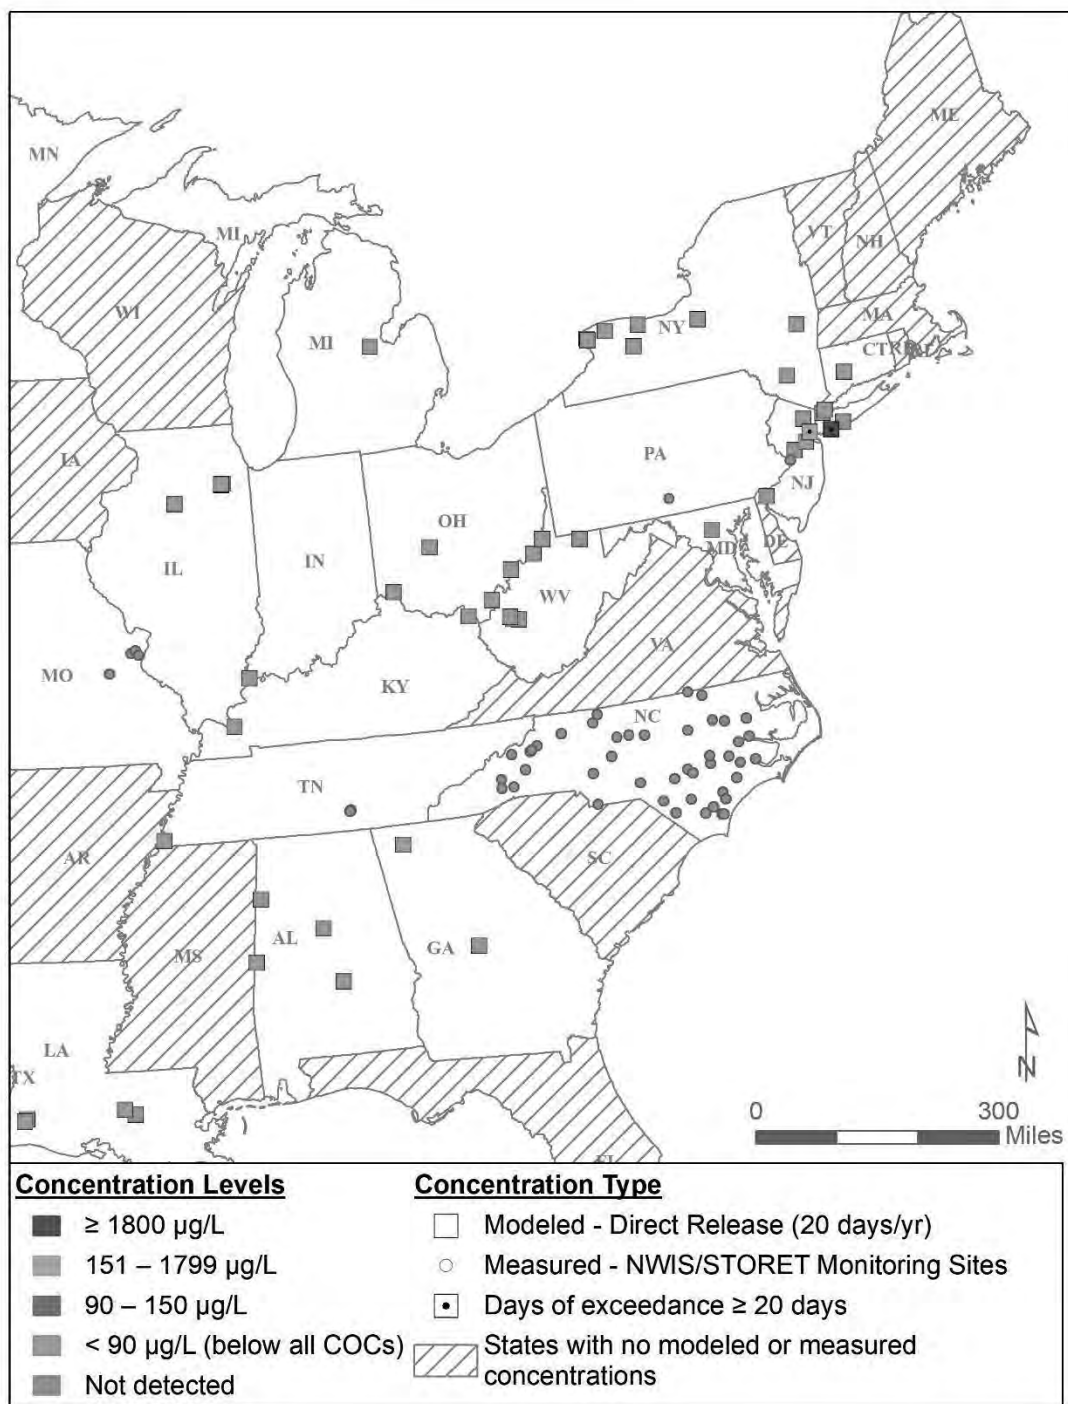 ME
MN
MI
VT
NH
WI
MA
NY
MI
CT
IA
PA
NJ
OH
IN
IL
MD
DE
WV
VA
MO
KY
NC
TN
AR
SC
MS
AL
GA
LA
TX
N
0 300
Miles
Concentration Levels
≥ 1800 µg/L
151 – 1799 µg/L
90 – 150 µg/L
< 90 µg/L (below all COCs)
Not detected
Concentration Type
Modeled - Direct Release (20 days/yr)
Measured - NWIS/STORET Monitoring Sites
Days of exceedance ≥ 20 days
States with no modeled or measured
concentrations